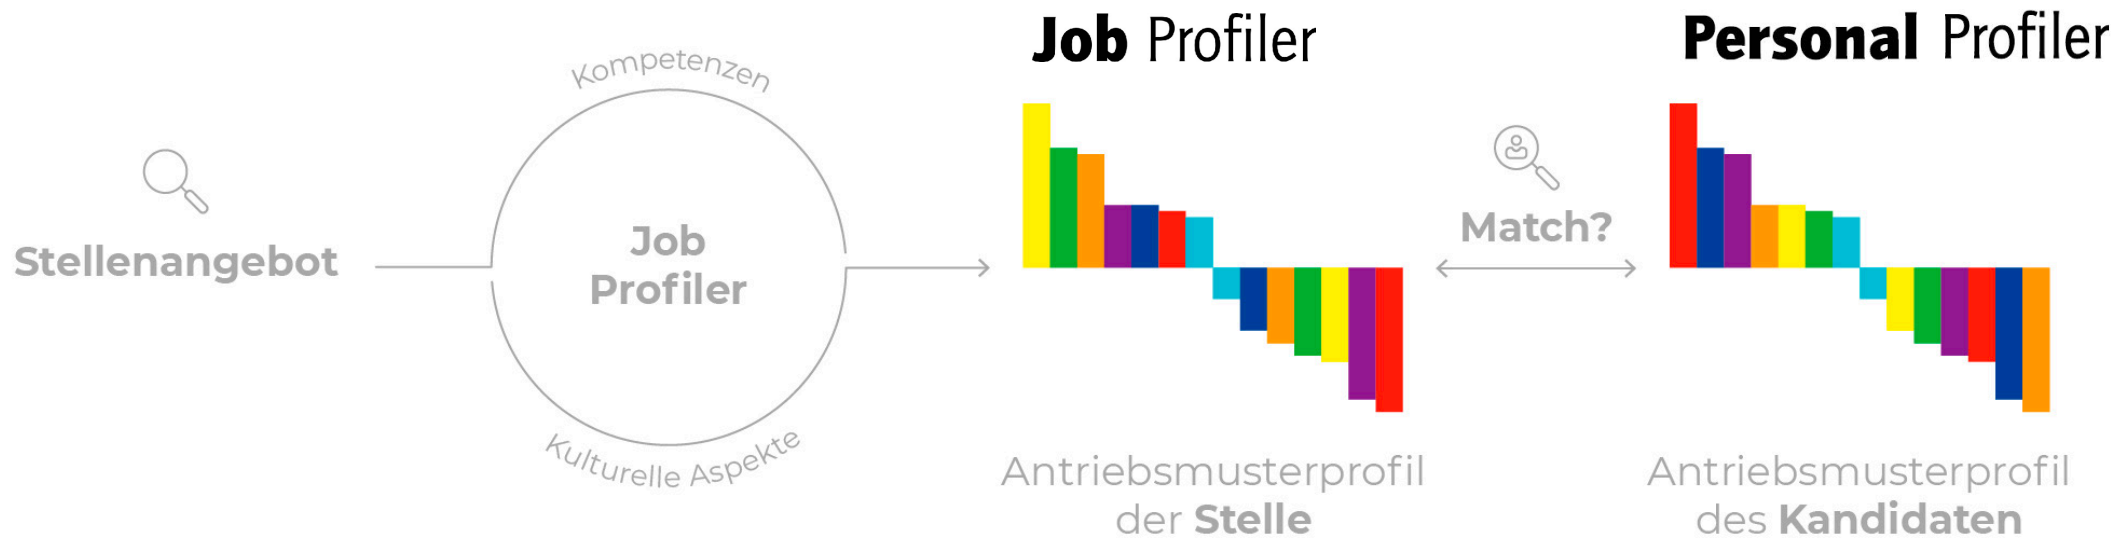 Stellenangebot
Kompetenzen
Job
Profiler
Kulturelle Aspekte
Job Profiler
Antriebsmusterprofil
der Stelle
Match?
Personal Profiler
Antriebsmusterprofil
des Kandidaten